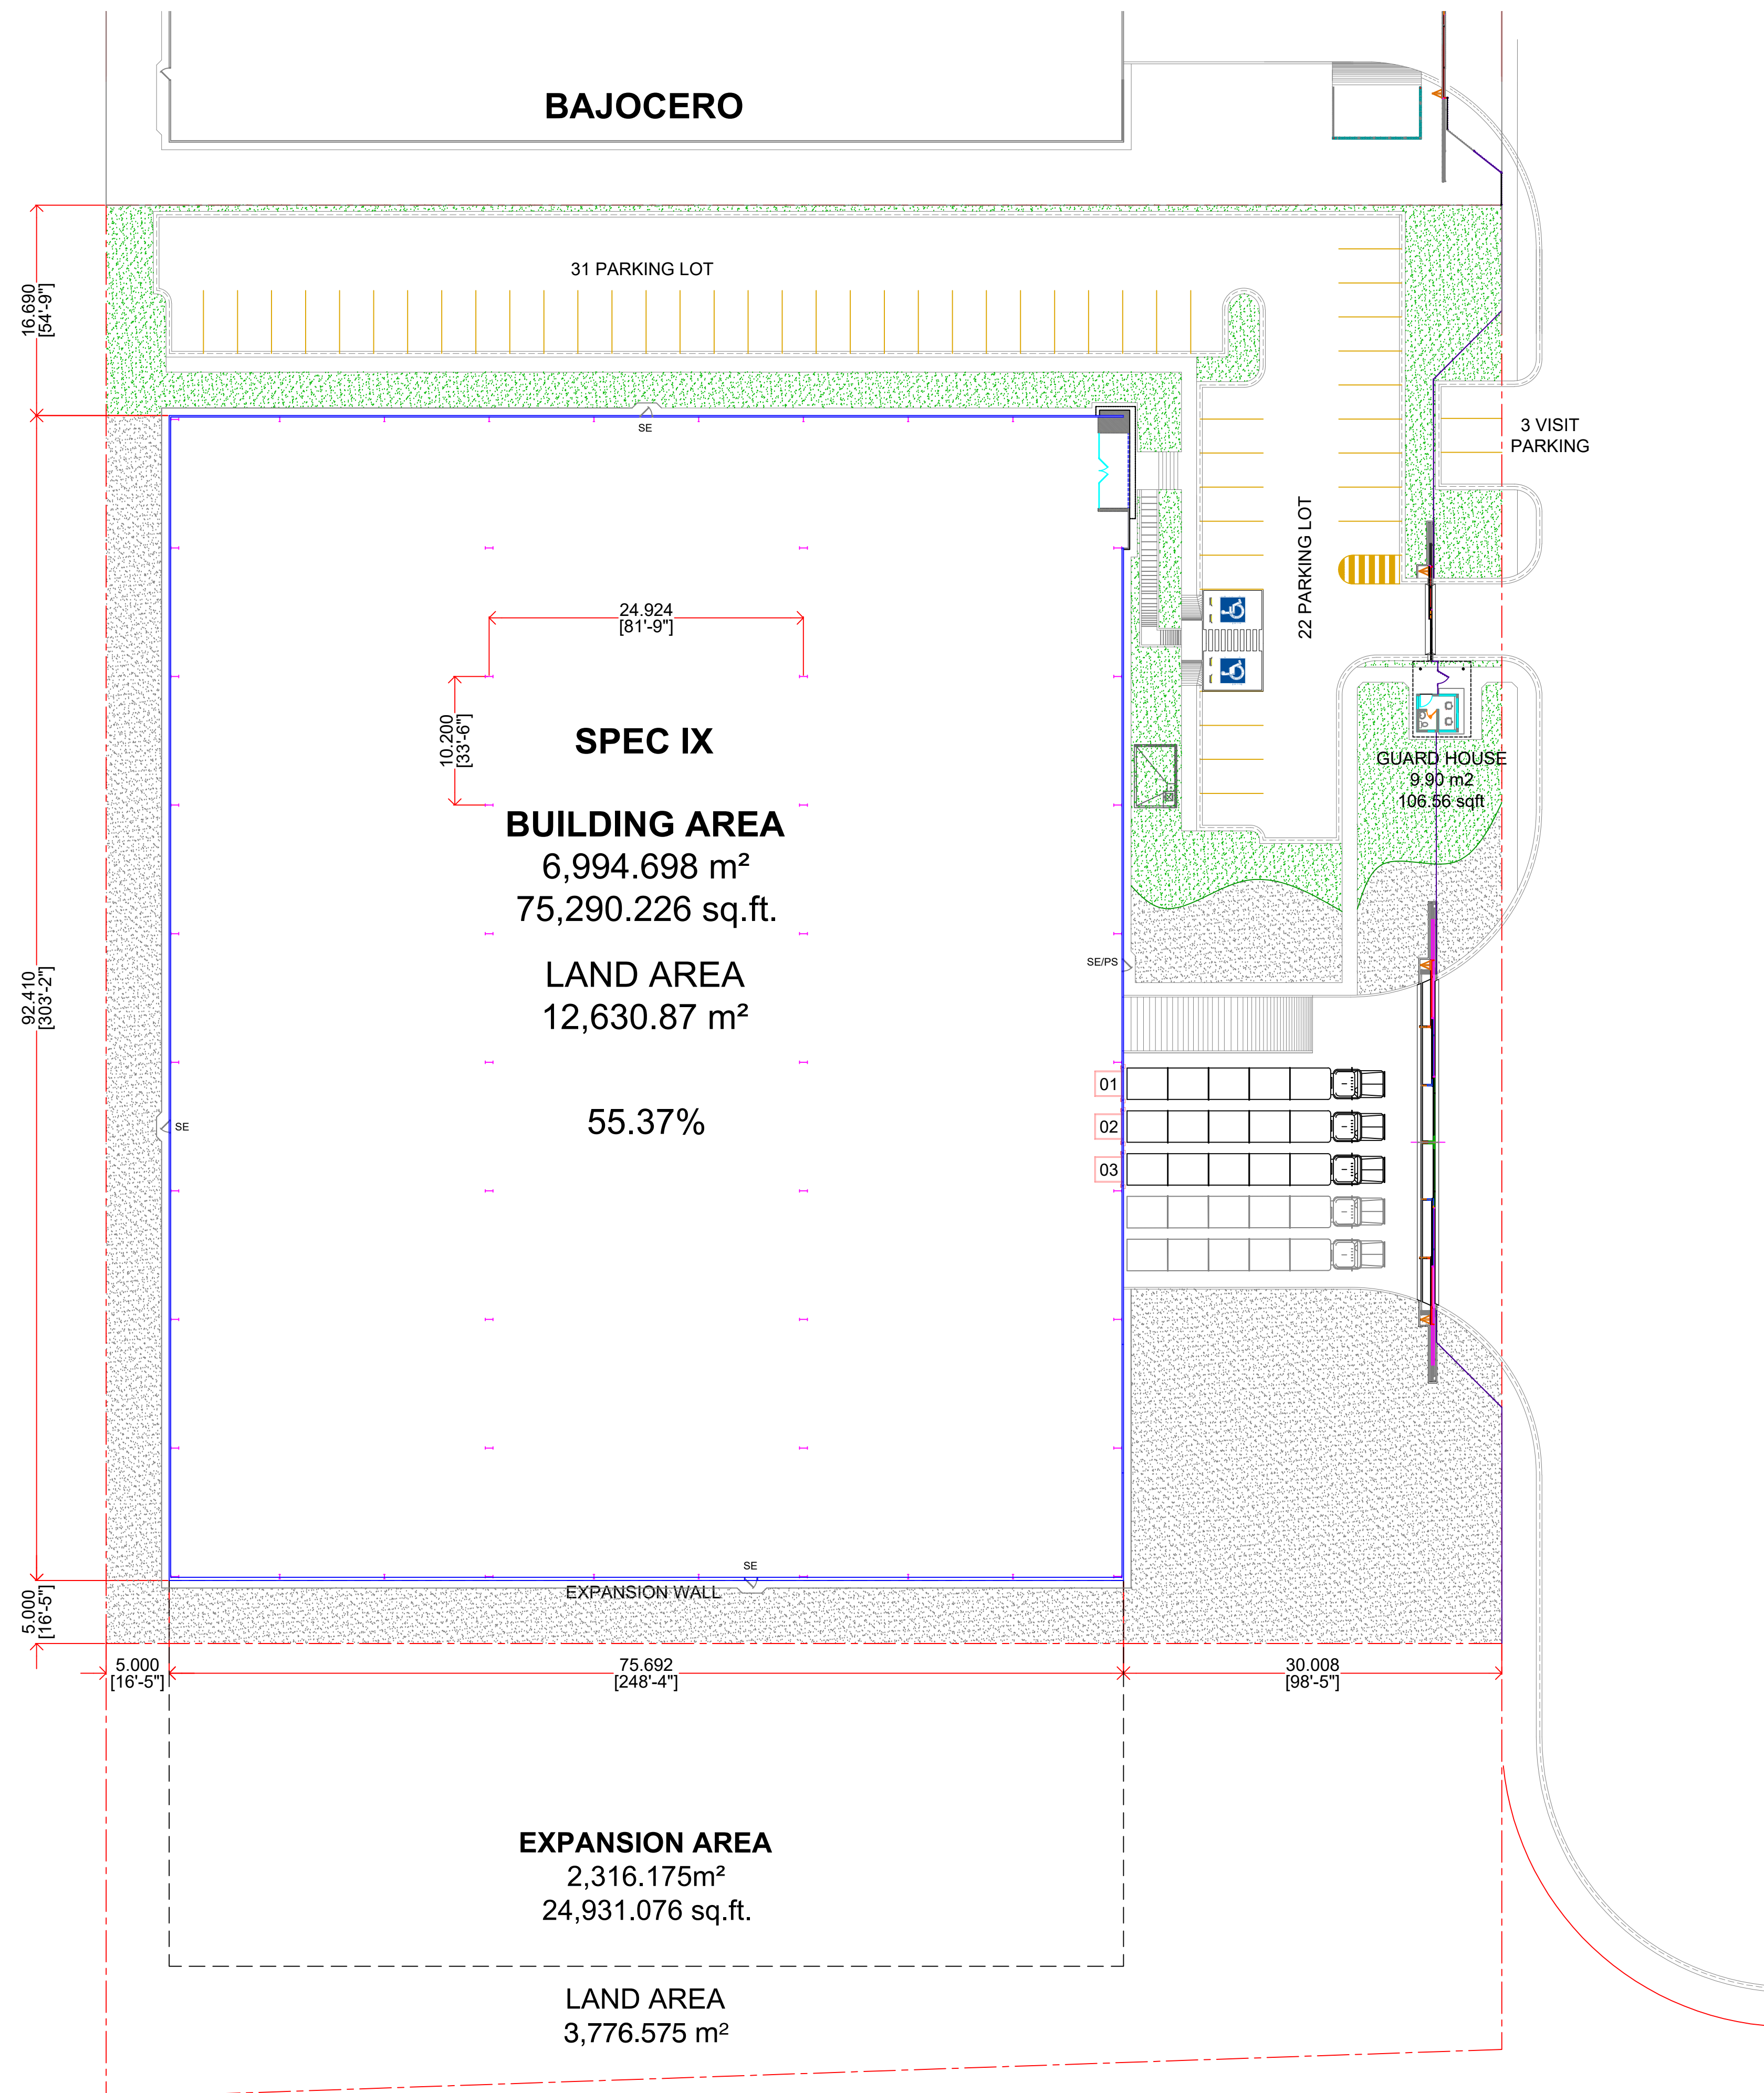 BAJOCERO
31 PARKING LOT
16.690
[54'-9"]
3 VISIT
PARKING
SE
22 PARKING LOT
24.924
[81'-9"]
10.200
[33'-6"]
SPEC IX
GUARD HOUSE
9.90 m2
106.56 sqft
BUILDING AREA
6,994.698 m²
75,290.226 sq.ft.
SE/PS
LAND AREA
12,630.87 m²
92.410
[303'-2"]
01
55.37%
02
SE
03
SE
EXPANSION WALL
5.000
[16'-5"]
5.000
[16'-5"]
75.692
[248'-4"]
30.008
[98'-5"]
EXPANSION AREA
2,316.175m²
24,931.076 sq.ft.
LAND AREA
3,776.575 m²